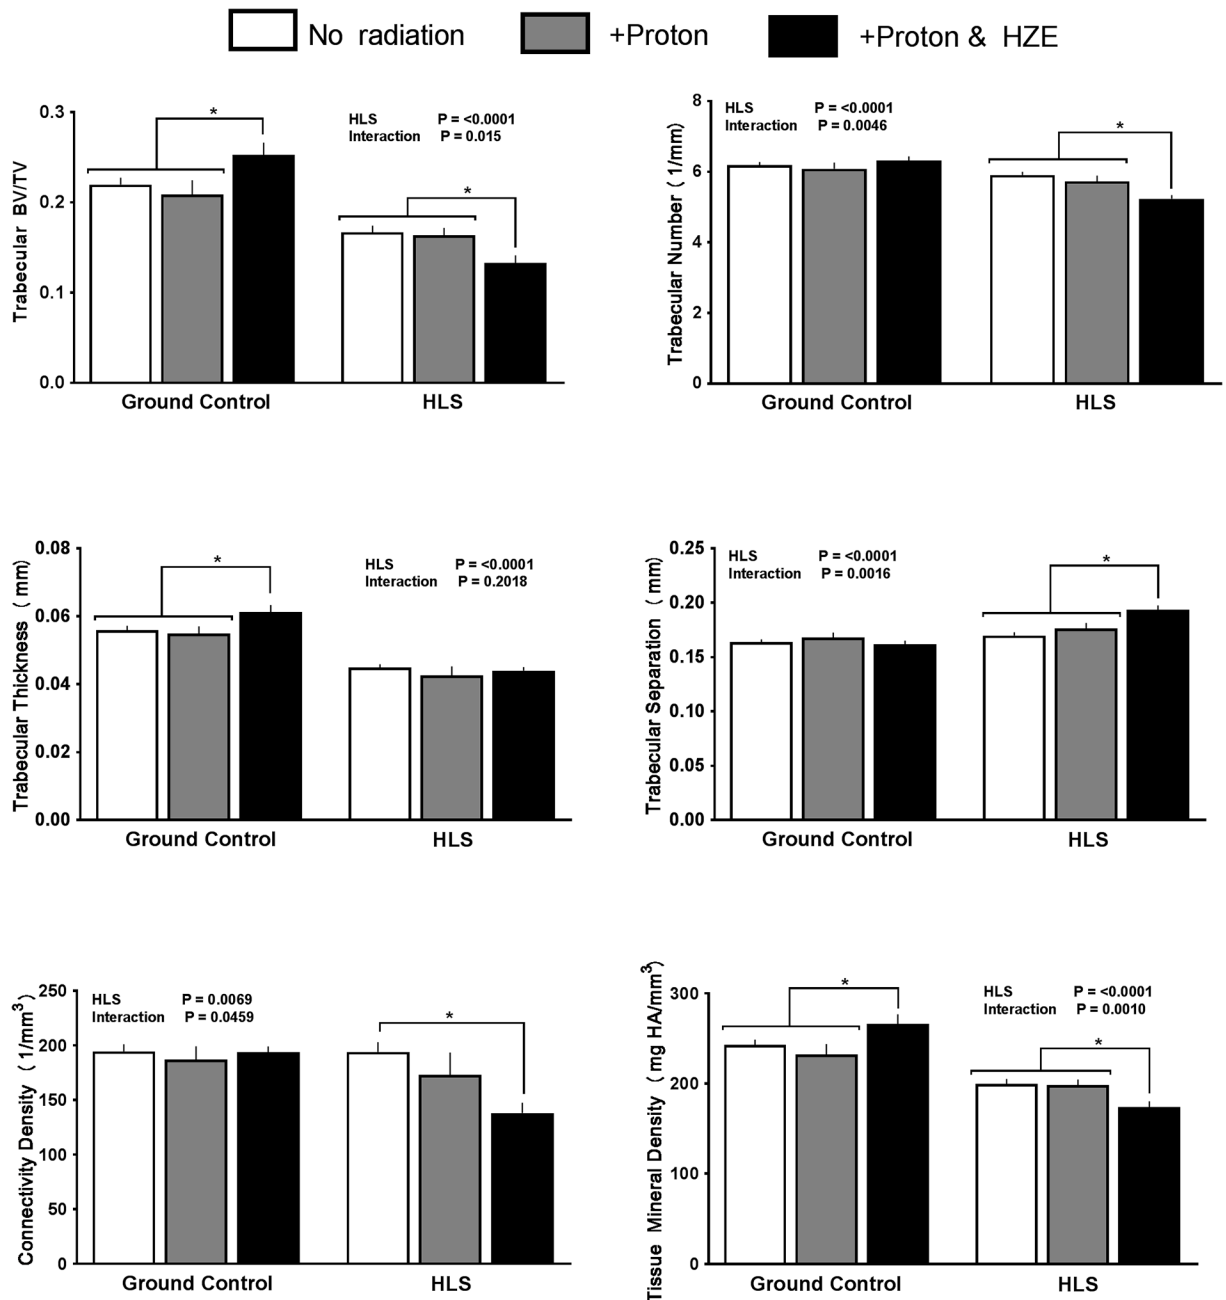 No radiation
+Proton
+Proton & HZE
Trabecular BV/TV
0.3
0.2
0.1
0.0
*
*
HLS P = <0.0001
Interaction P = 0.015
Ground Control
HLS
Trabecular Number ( 1/mm)
8
6
4
2
0
HLS P = <0.0001
Interaction P = 0.0046
*
Ground Control
HLS
Trabecular Thickness ( mm)
0.08
0.06
0.04
0.02
0.00
*
HLS P = <0.0001
Interaction P = 0.2018
Ground Control
HLS
Trabecular Separation ( mm)
0.25
0.20
0.15
0.10
0.05
0.00
HLS P = <0.0001
Interaction P = 0.0016
*
Ground Control
HLS
Connectivity Density ( 1/mm³)
250
200
150
100
50
0
HLS P = 0.0069
Interaction P = 0.0459
*
Ground Control
HLS
Tissue Mineral Density ( mg HA/mm³)
300
200
100
0
*
HLS P = <0.0001
Interaction P = 0.0010
*
Ground Control
HLS